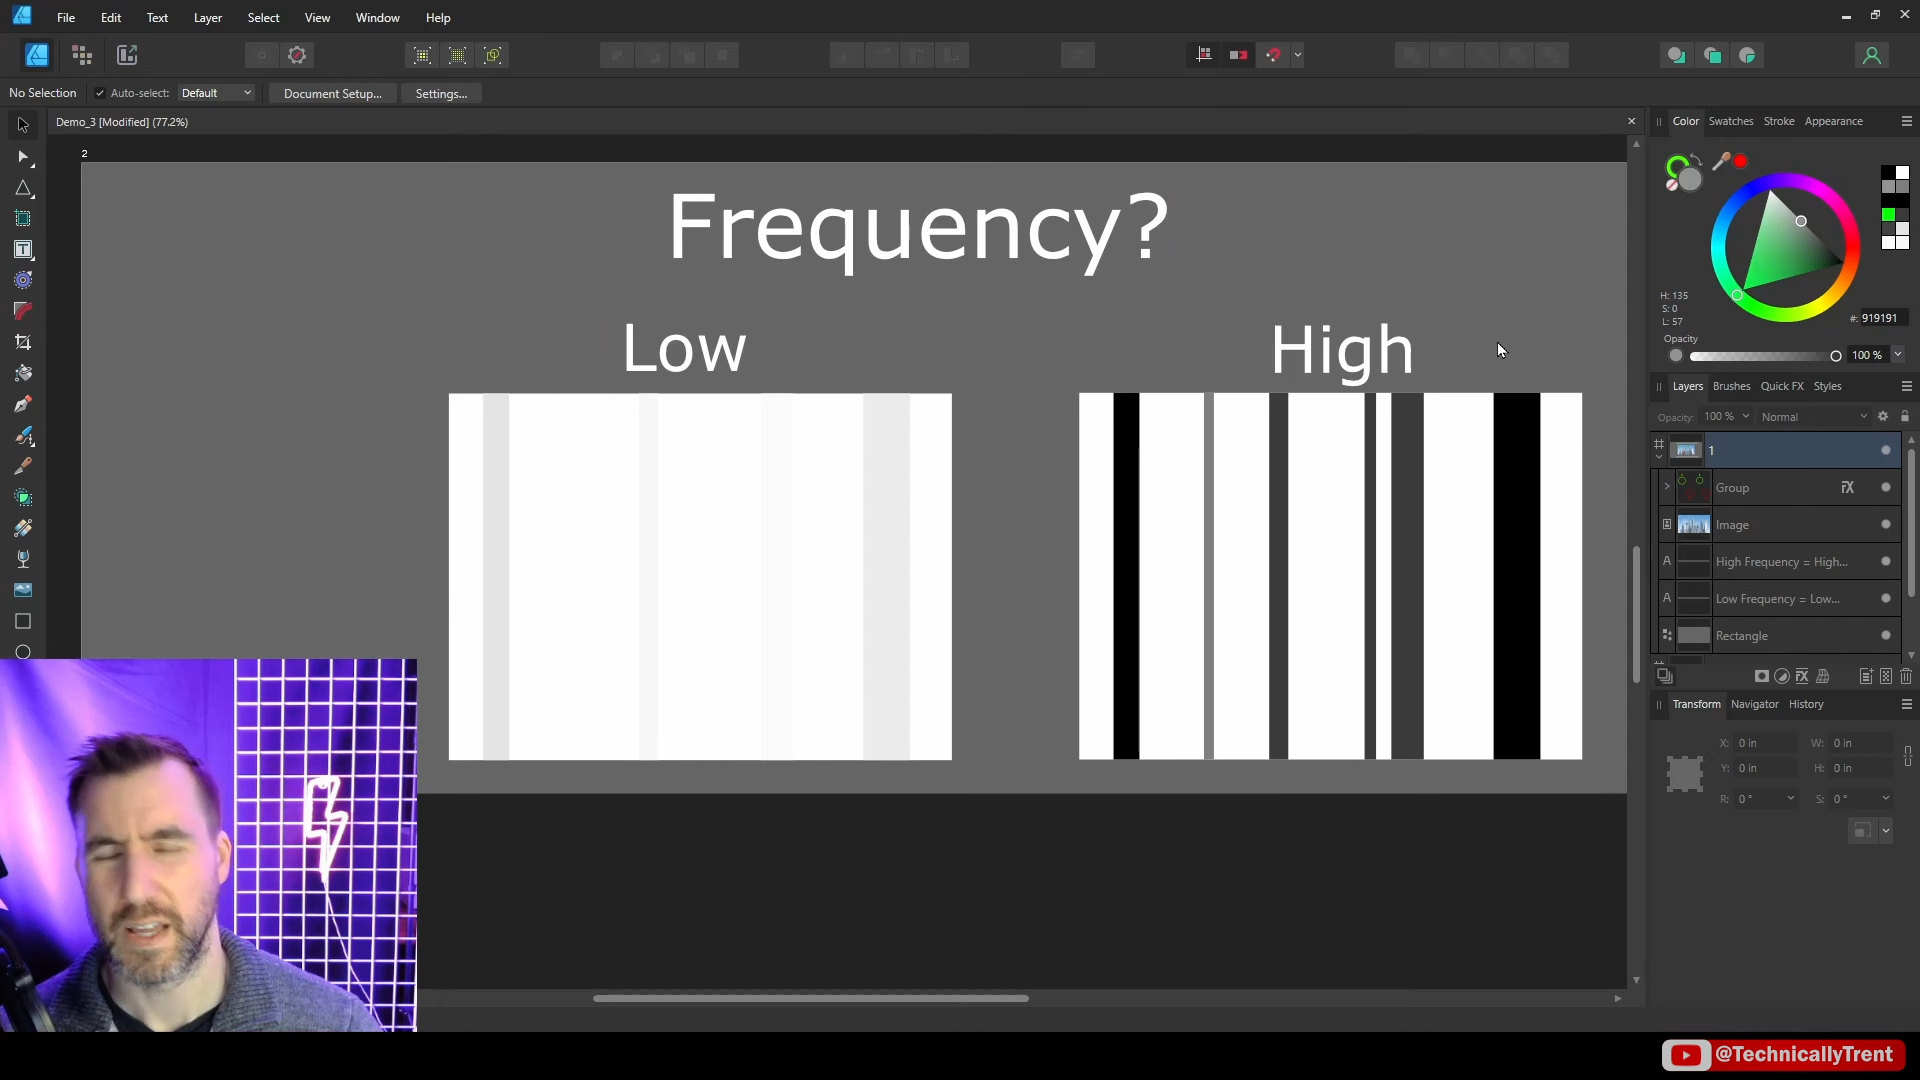 File Edit Text Layer Select View Window Help
No Selection Auto-select: Default Document Setup... Settings...
Demo_3 [Modified] (77.2%)
2
Frequency?
Low
High
Color Swatches Stroke Appearance
H: 135
S: 0
L: 57
#: 919191
Opacity
100 %
Layers Brushes Quick FX Styles
Opacity: 100 % Normal
1
Group
Image
A High Frequency = High...
A Low Frequency = Low...
Rectangle
Transform Navigator History
X: 0 in W: 0 in
Y: 0 in H: 0 in
R: 0 ° S: 0 °
@TechnicallyTrent